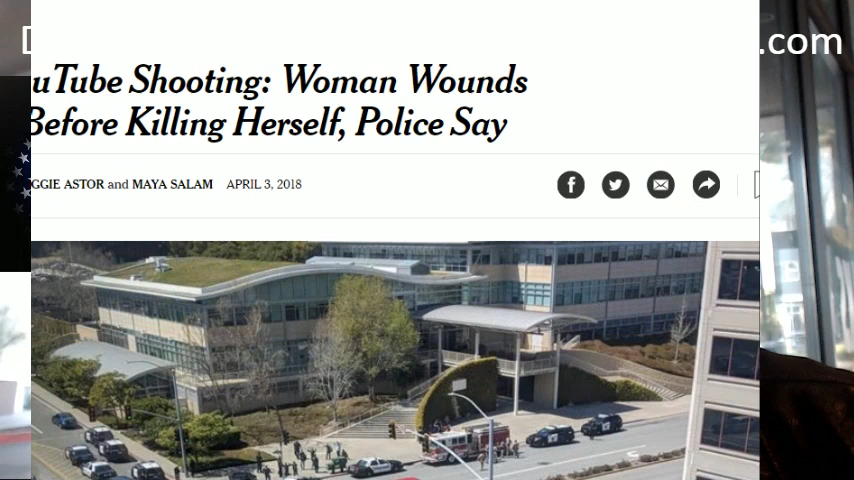 .com
uTube Shooting: Woman Wounds
Before Killing Herself, Police Say
GGIE ASTOR and MAYA SALAM APRIL 3, 2018